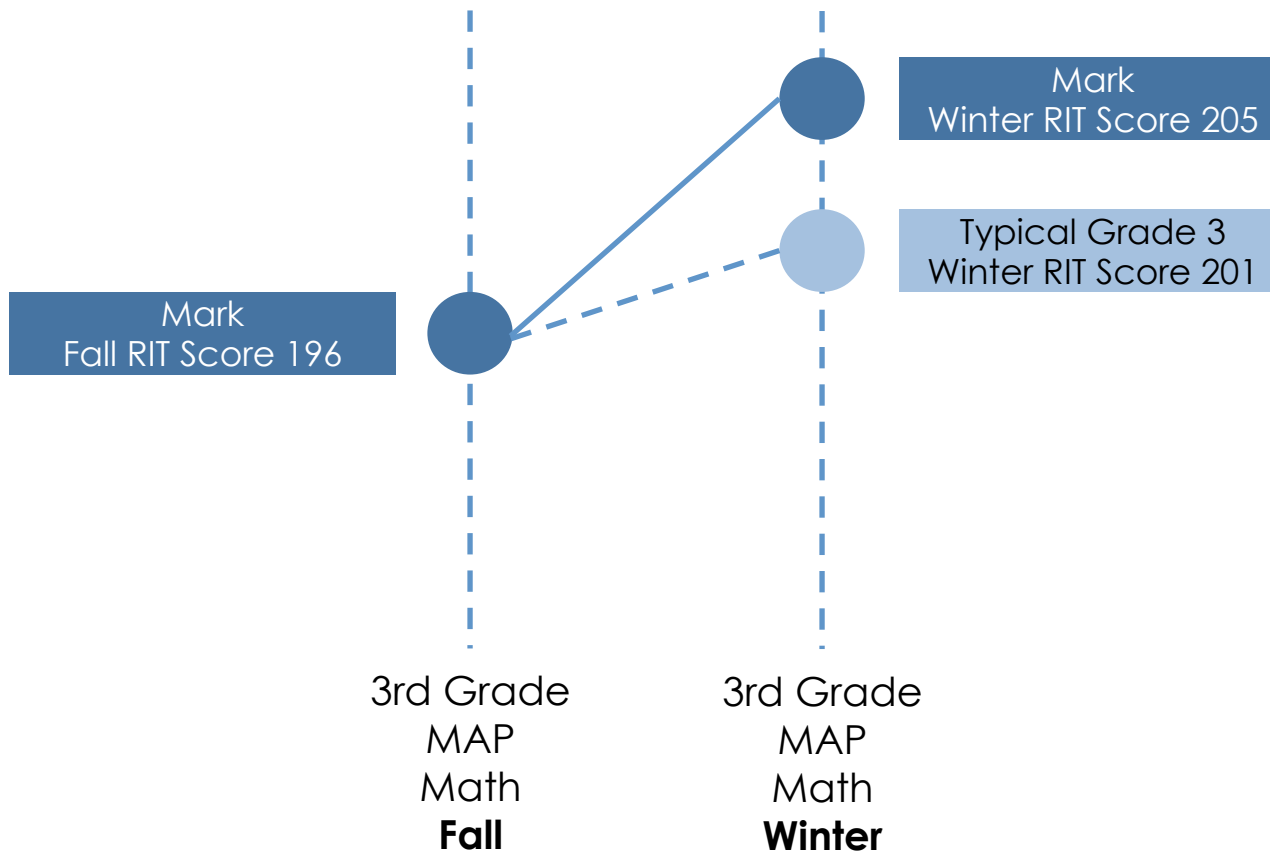 Mark
Winter RIT Score 205
Typical Grade 3
Winter RIT Score 201
Mark
Fall RIT Score 196
3rd Grade
MAP
Math
Fall
3rd Grade
MAP
Math
Winter